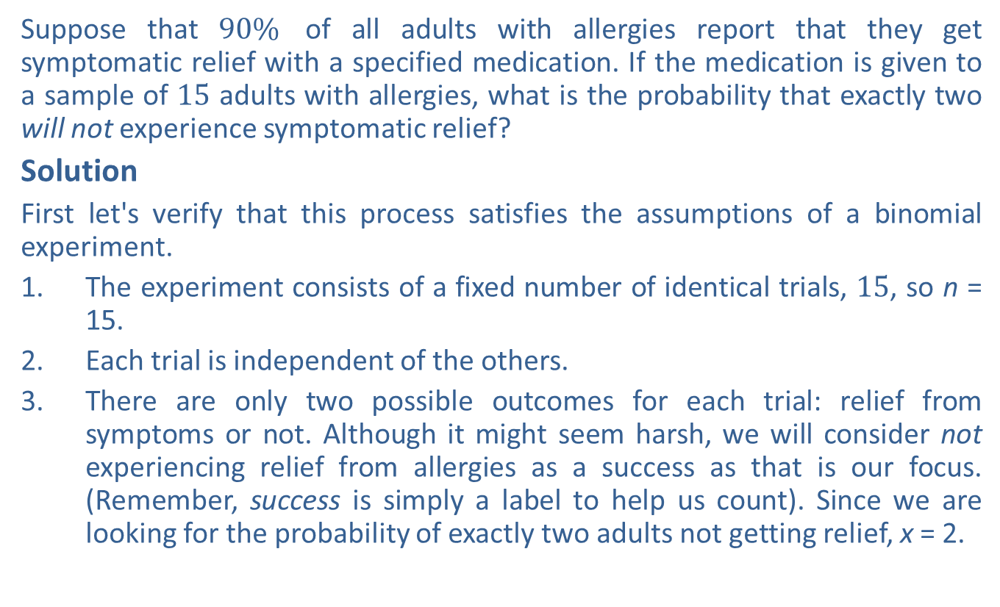 Suppose that 90% of all adults with allergies report that they get
symptomatic relief with a specified medication. If the medication is given to
a sample of 15 adults with allergies, what is the probability that exactly two
will not experience symptomatic relief?
Solution
First let's verify that this process satisfies the assumptions of a binomial
experiment.
1. The experiment consists of a fixed number of identical trials, 15, so n =
15.
2. Each trial is independent of the others.
3. There are only two possible outcomes for each trial: relief from
symptoms or not. Although it might seem harsh, we will consider not
experiencing relief from allergies as a success as that is our focus.
(Remember, success is simply a label to help us count). Since we are
looking for the probability of exactly two adults not getting relief, x = 2.